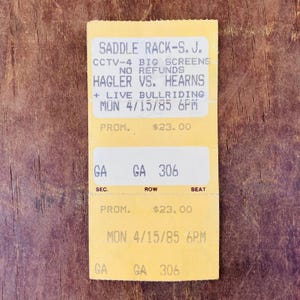 SADDLE RACK-S.J.
CCTV-4 BIG SCREENS
NO REFUNDS
HAGLER VS. HEARNS
+ LIVE BULLRIDING
MON 4/15/85 6PM
PROM. $23.00
GA GA 306
SEC. ROW SEAT
PROM. $23.00
MON 4/15/85 6PM
GA GA 306